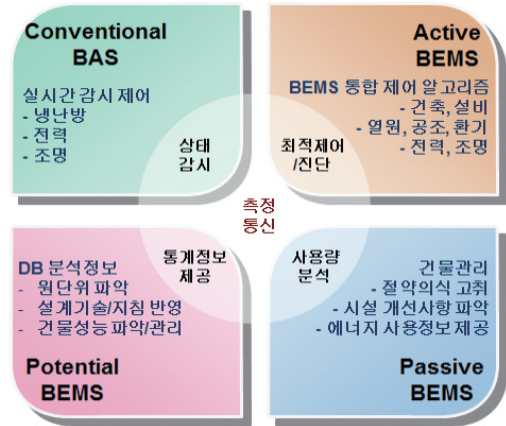 Conventional
BAS
실시간 감시 제어
- 냉난방
- 전력
- 조명
상태
감시
Active
BEMS
BEMS 통합 제어 알고리즘
- 건축, 설비
- 열원, 공조, 환기
- 전력, 조명
최적제어
/진단
측정
통신
통계정보
제공
DB 분석정보
- 원단위 파악
- 설계기술/지침 반영
- 건물성능 파악/관리
Potential
BEMS
사용량
분석
건물관리
- 절약의식 고취
- 시설 개선사항 파악
- 에너지 사용정보 제공
Passive
BEMS